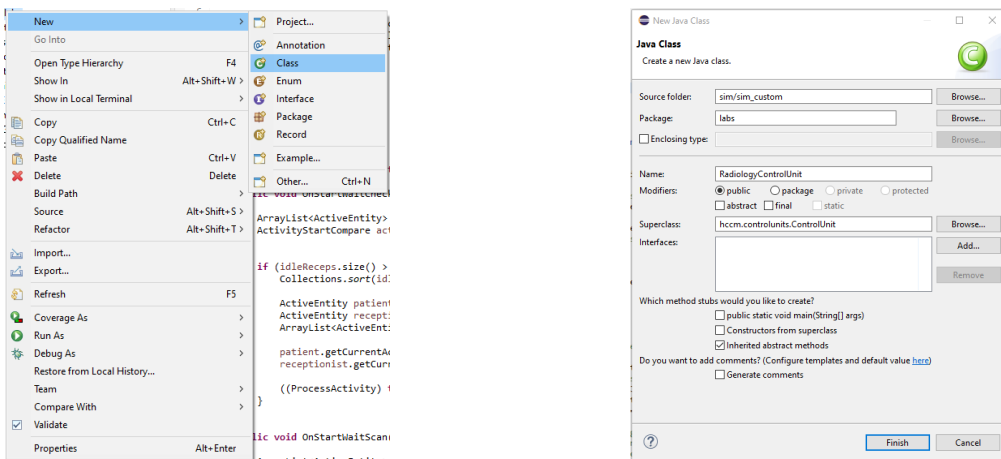 New
Go Into
Open Type Hierarchy F4
Show In Alt+Shift+W >
Show in Local Terminal >
Copy Ctrl+C
Copy Qualified Name
Paste Ctrl+V
Delete Delete
Build Path >
Source Alt+Shift+S >
Refactor Alt+Shift+T >
Import...
Export...
Refresh F5
Coverage As >
Run As >
Debug As >
Restore from Local History...
Team >
Compare With >
Validate
Properties Alt+Enter
Project...
Annotation
Class
Enum
Interface
Package
Record
Example...
Other... Ctrl+N
ArrayList<ActiveEntity>
ActivityStartCompare act
if (idleReceps.size() >
Collections.sort(id
ActiveEntity patient
ActiveEntity recepti
ArrayList<ActiveEnti
patient.getCurrentAc
receptionist.getCurr
((ProcessActivity) t
}
lic void OnStartWaitScan
New Java Class
Java Class
Create a new Java class.
Source folder: sim/sim_custom Browse...
Package: labs Browse...
Enclosing type: Browse...
Name: RadiologyControlUnit
Modifiers: public package private protected
abstract final static
Superclass: hccm.controlunits.ControlUnit Browse...
Interfaces: Add...
Remove
Which method stubs would you like to create?
public static void main(String[] args)
Constructors from superclass
Inherited abstract methods
Do you want to add comments? (Configure templates and default value here)
Generate comments
Finish Cancel